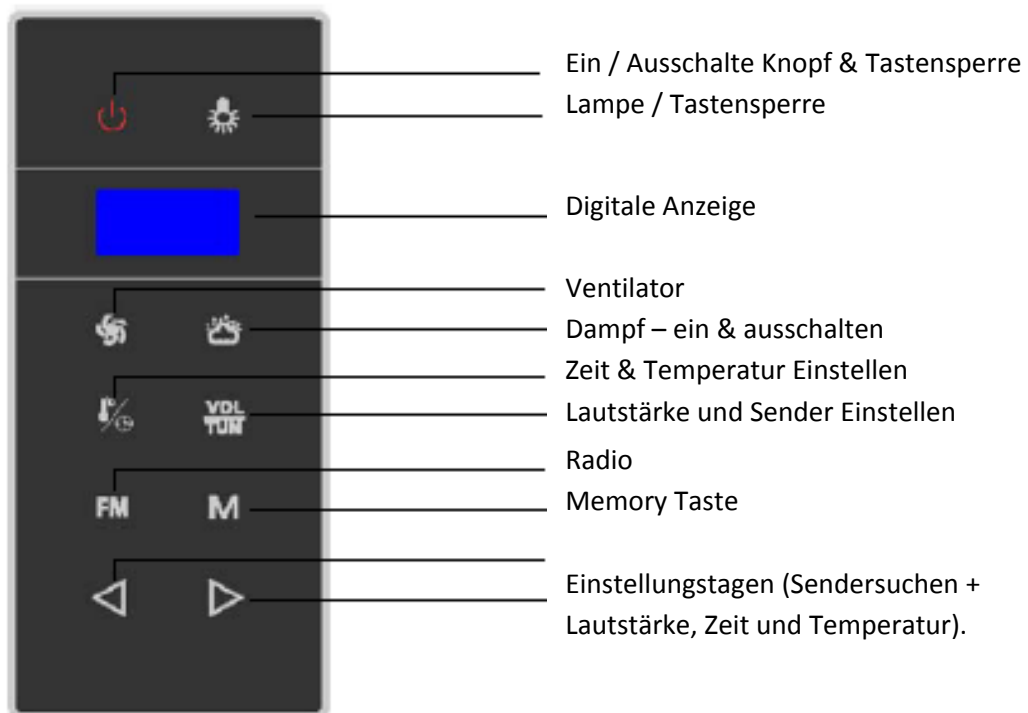 Ein / Ausschalte Knopf & Tastensperre
Lampe / Tastensperre
Digitale Anzeige
Ventilator
Dampf – ein & ausschalten
Zeit & Temperatur Einstellen
VOL
TUN
Lautstärke und Sender Einstellen
Radio
FM
M
Memory Taste
Einstellungstagen (Sendersuchen +
Lautstärke, Zeit und Temperatur).